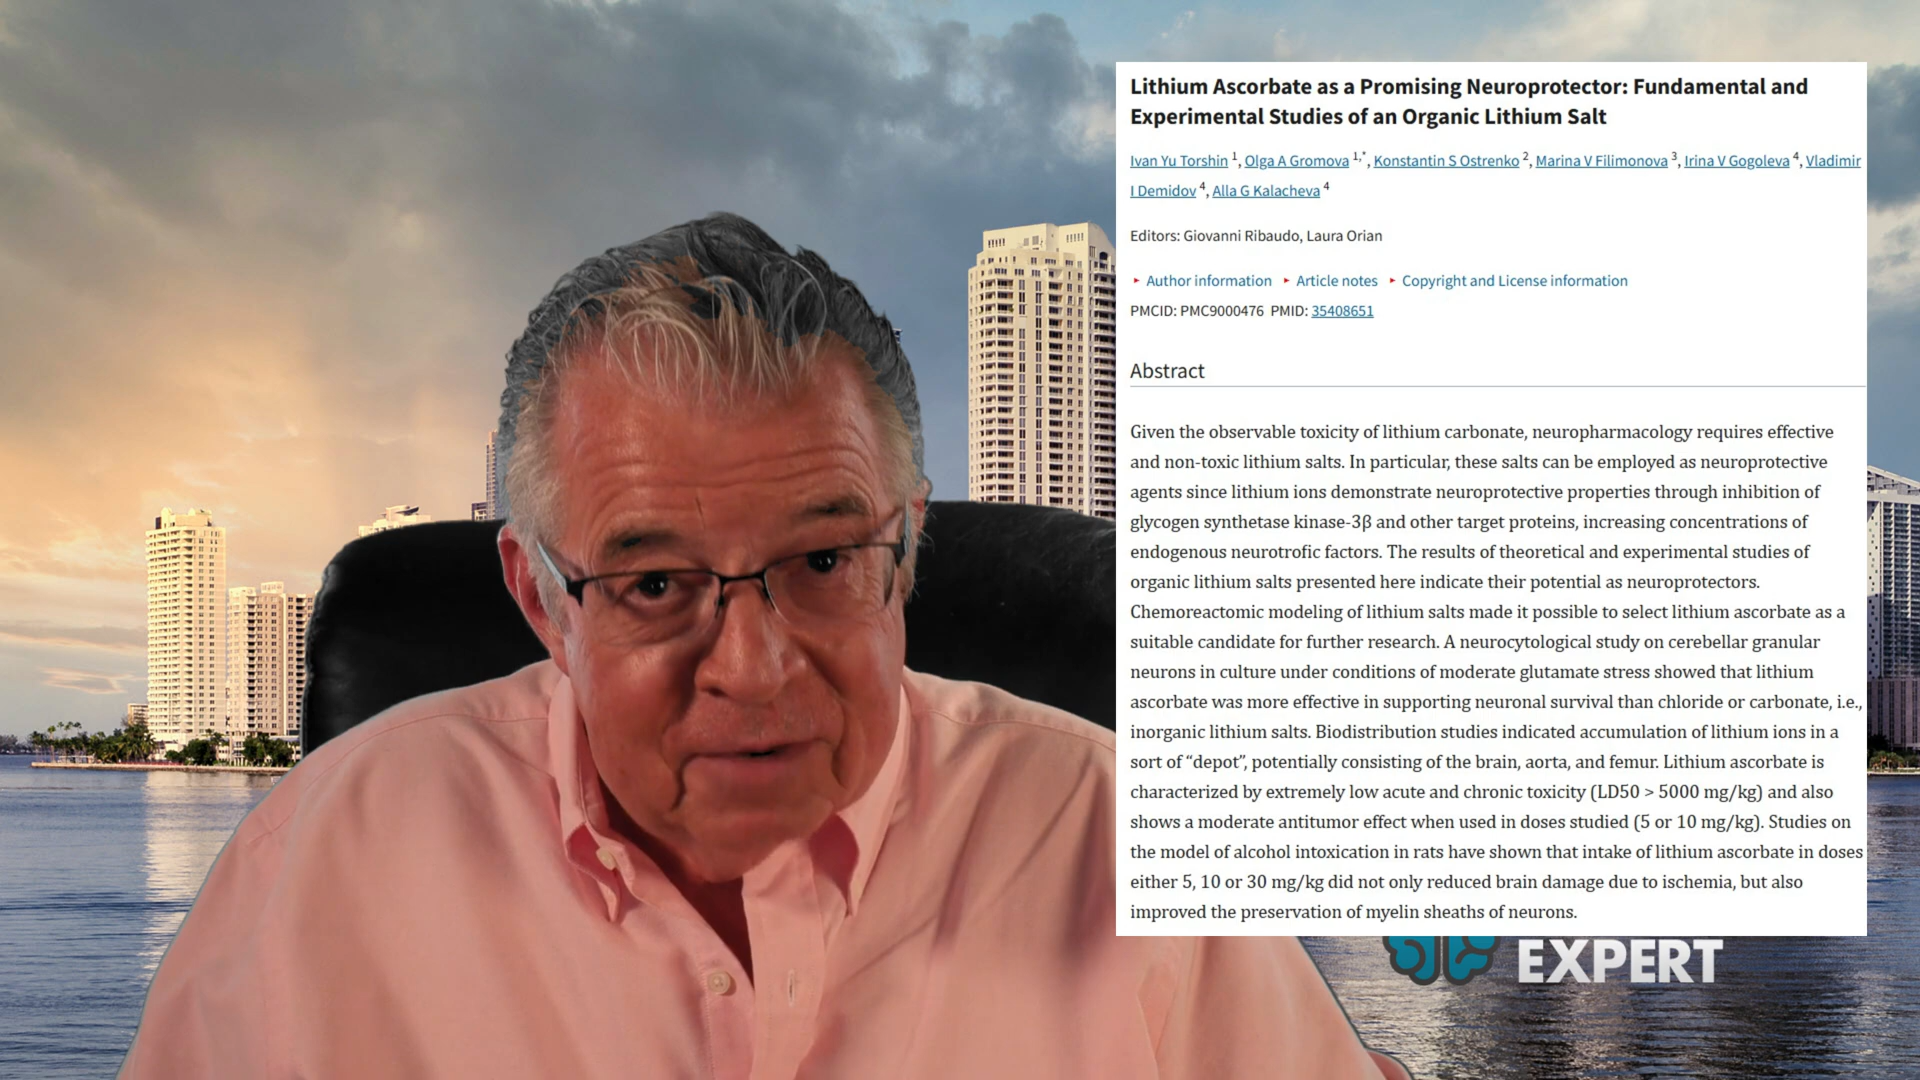 Lithium Ascorbate as a Promising Neuroprotector: Fundamental and
Experimental Studies of an Organic Lithium Salt
Ivan Yu Torshin 1, Olga A Gromova 1,*, Konstantin S Ostrenko 2, Marina V Filimonova 3, Irina V Gogoleva 4, Vladimir
I Demidov 4, Alla G Kalacheva 4
Editors: Giovanni Ribaudo, Laura Orian
▸ Author information ▸ Article notes ▸ Copyright and License information
PMCID: PMC9000476 PMID: 35408651
Abstract
Given the observable toxicity of lithium carbonate, neuropharmacology requires effective
and non-toxic lithium salts. In particular, these salts can be employed as neuroprotective
agents since lithium ions demonstrate neuroprotective properties through inhibition of
glycogen synthetase kinase-3β and other target proteins, increasing concentrations of
endogenous neurotrofic factors. The results of theoretical and experimental studies of
organic lithium salts presented here indicate their potential as neuroprotectors.
Chemoreactomic modeling of lithium salts made it possible to select lithium ascorbate as a
suitable candidate for further research. A neurocytological study on cerebellar granular
neurons in culture under conditions of moderate glutamate stress showed that lithium
ascorbate was more effective in supporting neuronal survival than chloride or carbonate, i.e.,
inorganic lithium salts. Biodistribution studies indicated accumulation of lithium ions in a
sort of “depot”, potentially consisting of the brain, aorta, and femur. Lithium ascorbate is
characterized by extremely low acute and chronic toxicity (LD50 > 5000 mg/kg) and also
shows a moderate antitumor effect when used in doses studied (5 or 10 mg/kg). Studies on
the model of alcohol intoxication in rats have shown that intake of lithium ascorbate in doses
either 5, 10 or 30 mg/kg did not only reduced brain damage due to ischemia, but also
improved the preservation of myelin sheaths of neurons.
EXPERT